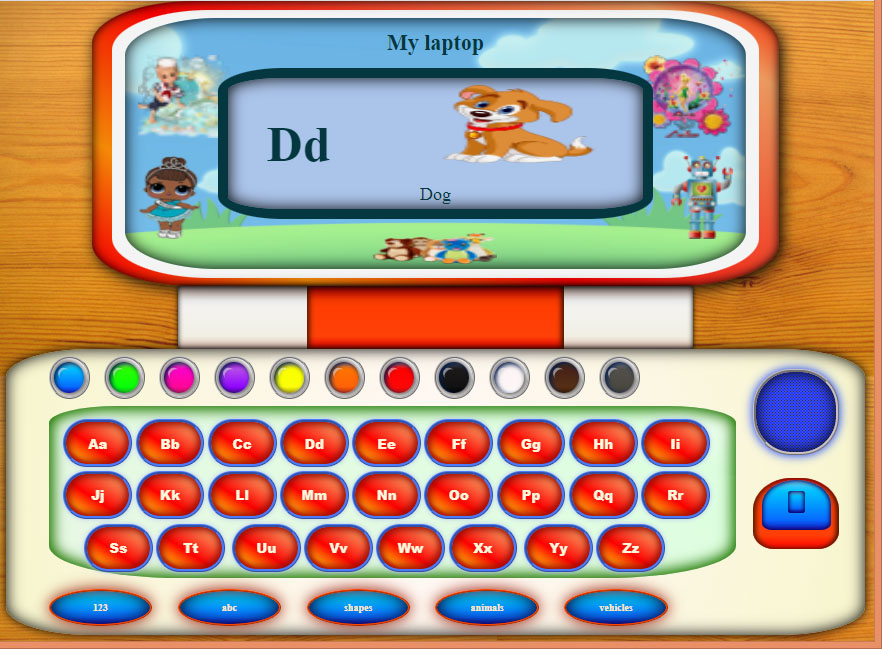 My laptop
Dd
Dog
Aa Bb Cc Dd Ee Ff Gg Hh Ii
Jj Kk Ll Mm Nn Oo Pp Qq Rr
Ss Tt Uu Vv Ww Xx Yy Zz
123 abc shapes animals vehicles